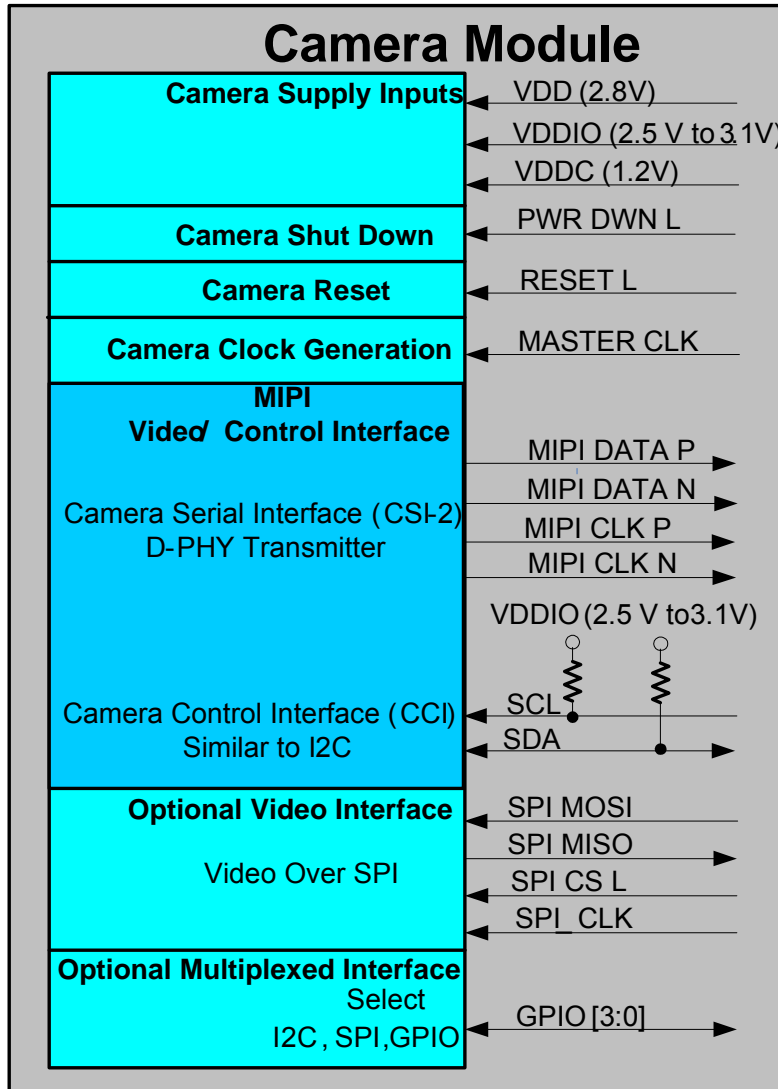 Camera Module
Camera Supply Inputs
VDD (2.8V)
VDDIO (2.5 V to 3.1V)
VDDC (1.2V)
Camera Shut Down
PWR DWN L
Camera Reset
RESET L
Camera Clock Generation
MASTER CLK
MIPI
Video/ Control Interface
MIPI DATA P
MIPI DATA N
Camera Serial Interface (CSI-2)
D-PHY Transmitter
MIPI CLK P
MIPI CLK N
VDDIO (2.5 V to3.1V)
Camera Control Interface (CCI)
Similar to I2C
SCL
SDA
Optional Video Interface
Video Over SPI
SPI MOSI
SPI MISO
SPI CS L
SPI_ CLK
Optional Multiplexed Interface
Select
I2C, SPI,GPIO
GPIO [3:0]